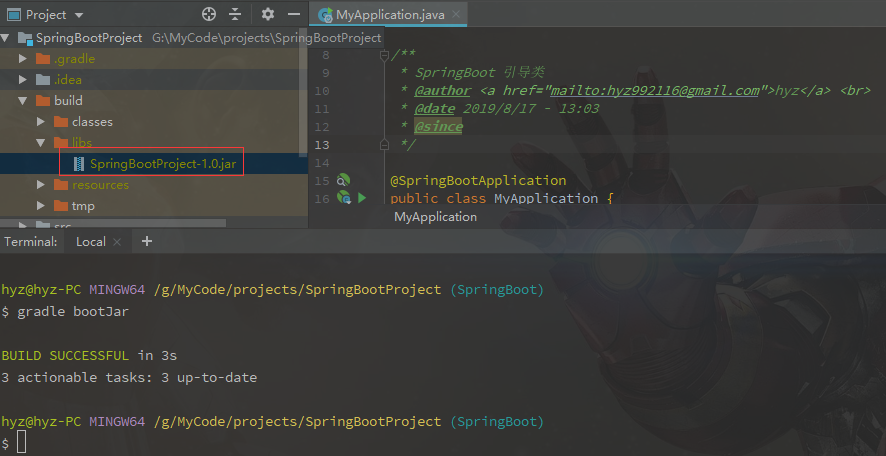 Project
SpringBootProject G:\MyCode\projects\SpringBootProject
.gradle
.idea
build
classes
libs
SpringBootProject-1.0.jar
resources
tmp
src
MyApplication.java
8 /**
9 * SpringBoot 引导类
10 * @author <a href="mailto:hyz992116@gmail.com">hyz</a> <br>
11 * @date 2019/8/17 - 13:03
12 * @since
13 */
14
15 @SpringBootApplication
16 public class MyApplication {
MyApplication
Terminal: Local +
hyz@hyz-PC MINGW64 /g/MyCode/projects/SpringBootProject (SpringBoot)
$ gradle bootJar
BUILD SUCCESSFUL in 3s
3 actionable tasks: 3 up-to-date
hyz@hyz-PC MINGW64 /g/MyCode/projects/SpringBootProject (SpringBoot)
$